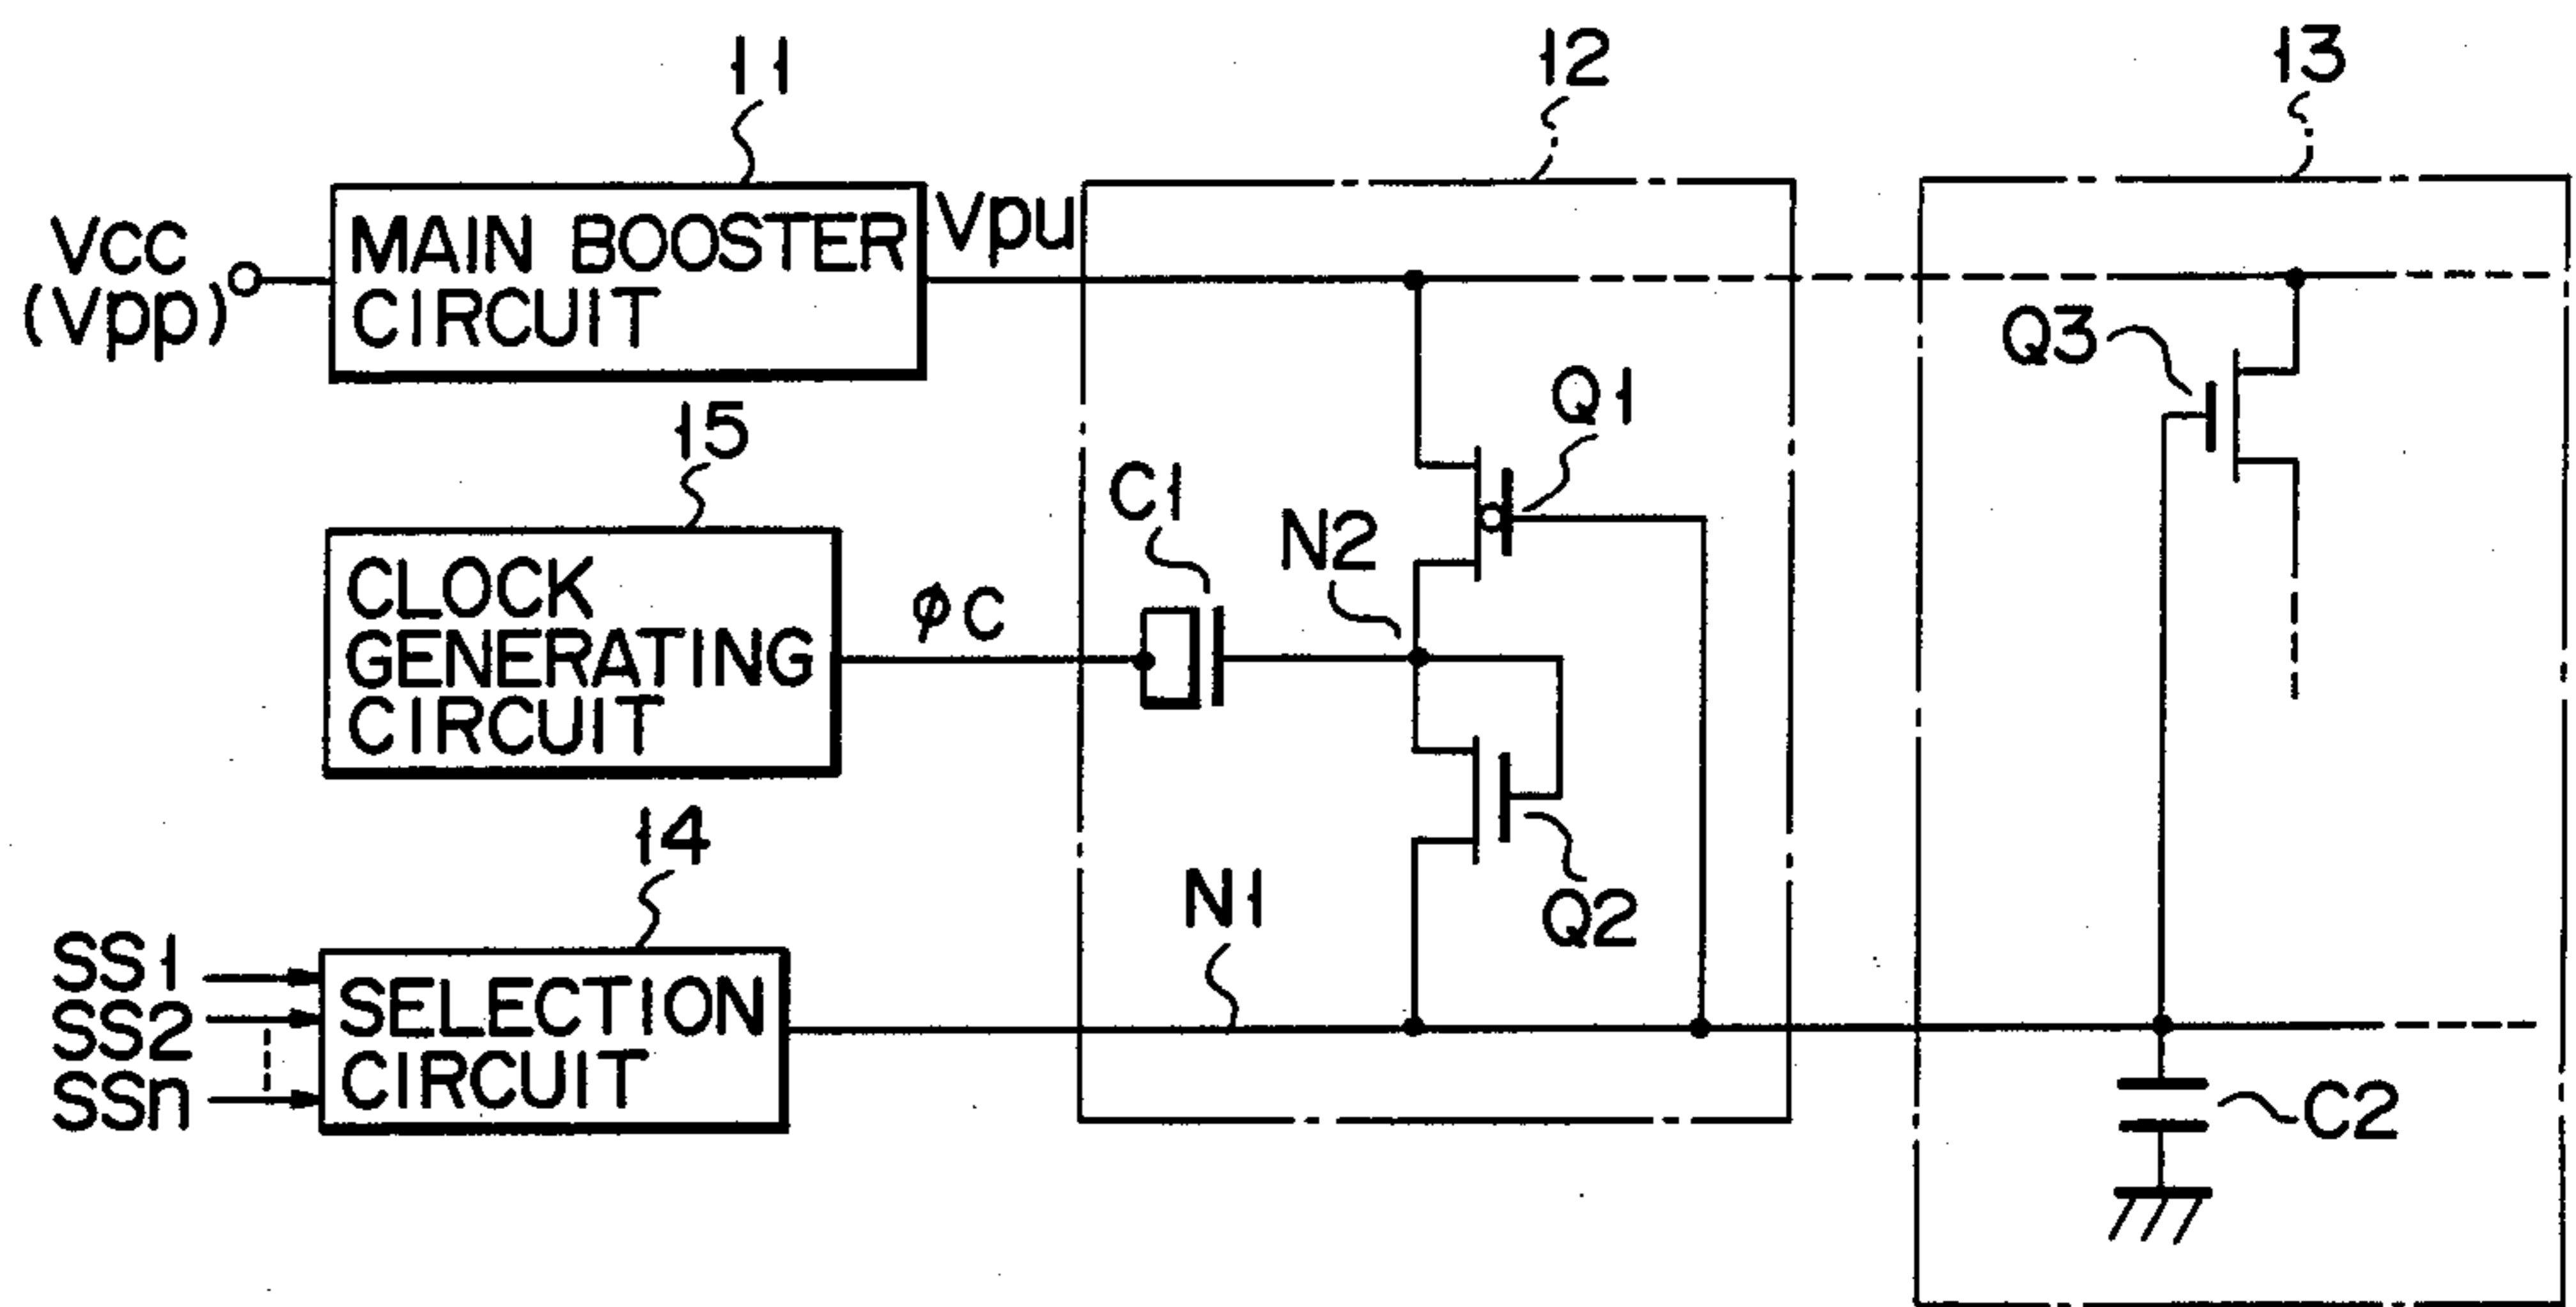 11
12
13
VCC
(Vpp)
MAIN BOOSTER
CIRCUIT
Vpu
Q3
Q1
15
C1
N2
CLOCK
GENERATING
CIRCUIT
φC
14
N1
Q2
SS1
SS2
SSn
SELECTION
CIRCUIT
C2